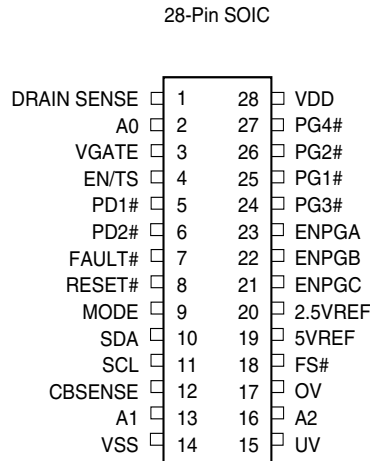 28-Pin SOIC
DRAIN SENSE 1 28 VDD
A0 2 27 PG4#
VGATE 3 26 PG2#
EN/TS 4 25 PG1#
PD1# 5 24 PG3#
PD2# 6 23 ENPGA
FAULT# 7 22 ENPGB
RESET# 8 21 ENPGC
MODE 9 20 2.5VREF
SDA 10 19 5VREF
SCL 11 18 FS#
CBSENSE 12 17 OV
A1 13 16 A2
VSS 14 15 UV